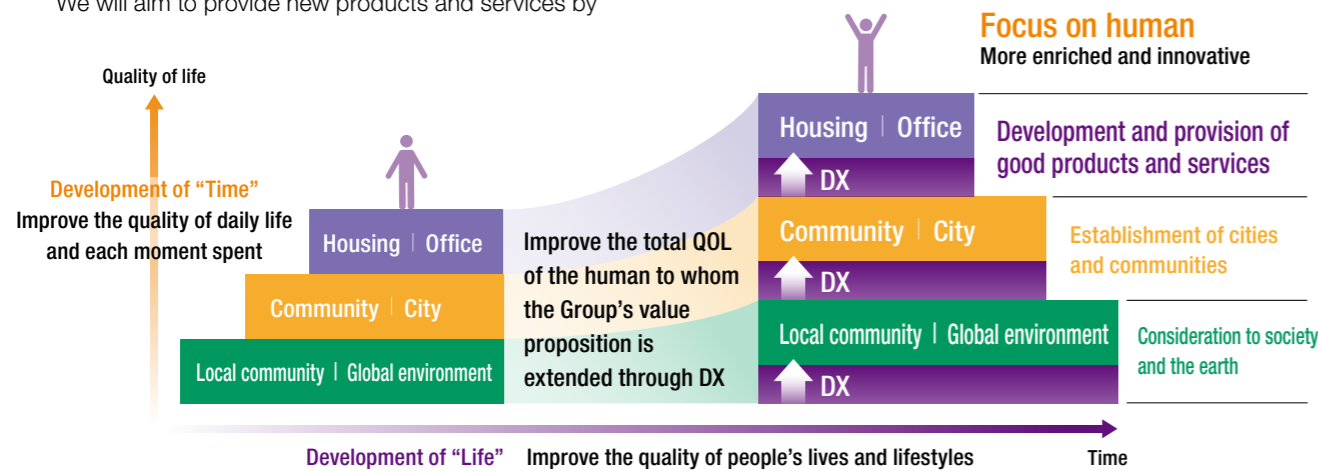 We will aim to provide new products and services by
Focus on human
More enriched and innovative
Quality of life
Housing | Office
DX
Development and provision of
good products and services
Development of “Time”
Improve the quality of daily life
and each moment spent
Housing | Office
Community | City
Local community | Global environment
Improve the total QOL
of the human to whom
the Group’s value
proposition is
extended through DX
Community | City
DX
Establishment of cities
and communities
Local community | Global environment
DX
Consideration to society
and the earth
Development of “Life” Improve the quality of people’s lives and lifestyles
Time